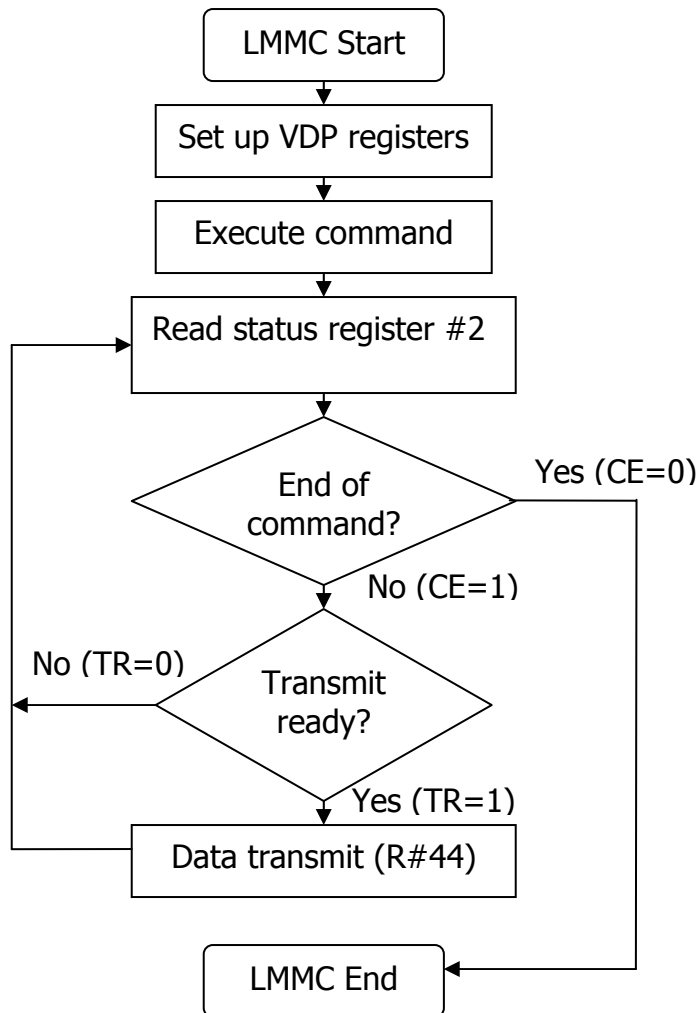 LMMC Start
Set up VDP registers
Execute command
Read status register #2
End of
command?
Yes (CE=0)
No (CE=1)
No (TR=0)
Transmit
ready?
Yes (TR=1)
Data transmit (R#44)
LMMC End